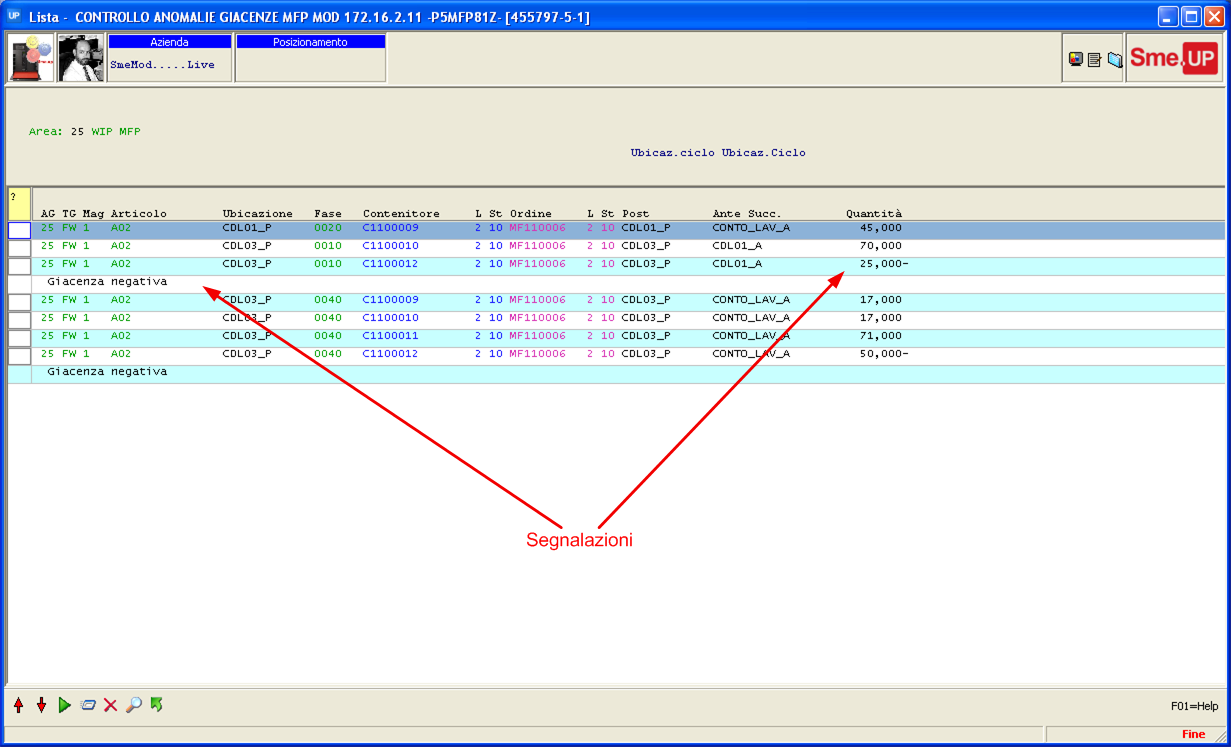 UP Lista -  CONTROLLO ANOMALIE GIACENZE MFP MOD 172.16.2.11 -P5MFP81Z- [455797-5-1]
Azienda Posizionamento
SmeMod.....Live
Sme.UP
Area: 25 WIP MFP
Ubicaz.ciclo Ubicaz.Ciclo
?
AG TG Mag Articolo Ubicazione Fase Contenitore L St Ordine L St Post Ante Succ. Quantità
25 FW 1 A02 CDL01_P 0020 C1100009 2 10 MF110006 2 10 CDL01_P CONTO_LAV_A 45,000
25 FW 1 A02 CDL03_P 0010 C1100010 2 10 MF110006 2 10 CDL03_P CDL01_A 70,000
25 FW 1 A02 CDL03_P 0010 C1100012 2 10 MF110006 2 10 CDL03_P CDL01_A 25,000-
Giacenza negativa
25 FW 1 A02 CDL03_P 0040 C1100009 2 10 MF110006 2 10 CDL03_P CONTO_LAV_A 17,000
25 FW 1 A02 CDL03_P 0040 C1100010 2 10 MF110006 2 10 CDL03_P CONTO_LAV_A 17,000
25 FW 1 A02 CDL03_P 0040 C1100011 2 10 MF110006 2 10 CDL03_P CONTO_LAV_A 71,000
25 FW 1 A02 CDL03_P 0040 C1100012 2 10 MF110006 2 10 CDL03_P CONTO_LAV_A 50,000-
Giacenza negativa
Segnalazioni
F01=Help
Fine